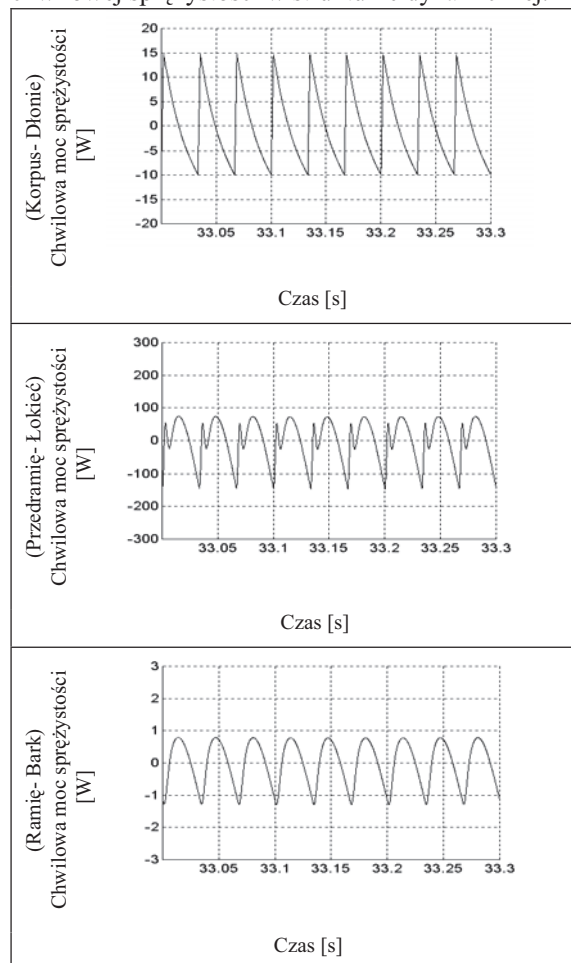 (Korpus- Dłonie)
Chwilowa moc sprężystości
[W]
20
15
10
5
0
-5
-10
-15
-20
33.05 33.1 33.15 33.2 33.25 33.3
Czas [s]
(Przedramię- Łokieć)
Chwilowa moc sprężystości
[W]
300
200
100
0
-100
-200
-300
33.05 33.1 33.15 33.2 33.25 33.3
Czas [s]
(Ramię- Bark)
Chwilowa moc sprężystości
[W]
3
2
1
0
-1
-2
-3
33.05 33.1 33.15 33.2 33.25 33.3
Czas [s]